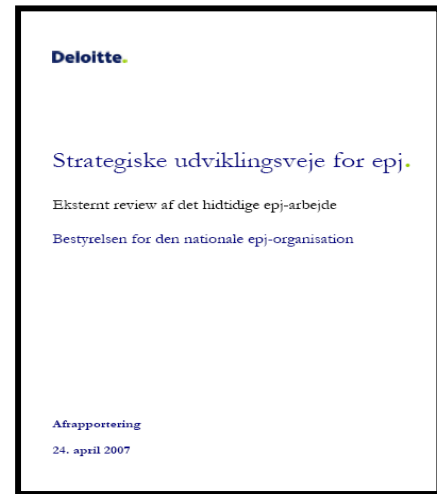 Deloitte.
Strategiske udviklingsveje for epj.
Eksternt review af det hidtidige epj-arbejde
Bestyrelsen for den nationale epj-organisation
Afrapportering
24. april 2007